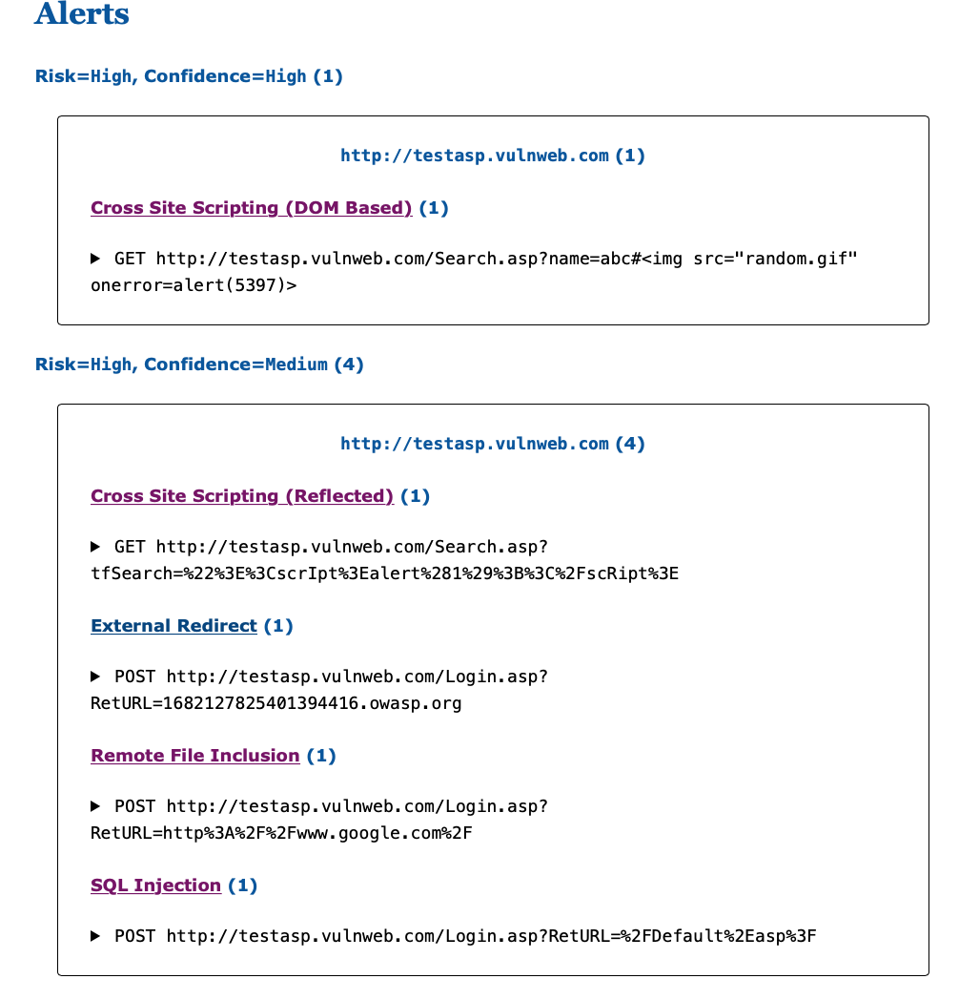 Alerts
Risk=High, Confidence=High (1)
http://testasp.vulnweb.com (1)
Cross Site Scripting (DOM Based) (1)
▶ GET http://testasp.vulnweb.com/Search.asp?name=abc#<img src="random.gif"
onerror=alert(5397)>
Risk=High, Confidence=Medium (4)
http://testasp.vulnweb.com (4)
Cross Site Scripting (Reflected) (1)
▶ GET http://testasp.vulnweb.com/Search.asp?
tfSearch=%22%3E%3CscrIpt%3Ealert%281%29%3B%3C%2FscRipt%3E
External Redirect (1)
▶ POST http://testasp.vulnweb.com/Login.asp?
RetURL=1682127825401394416.owasp.org
Remote File Inclusion (1)
▶ POST http://testasp.vulnweb.com/Login.asp?
RetURL=http%3A%2F%2Fwww.google.com%2F
SQL Injection (1)
▶ POST http://testasp.vulnweb.com/Login.asp?RetURL=%2FDefault%2Easp%3F